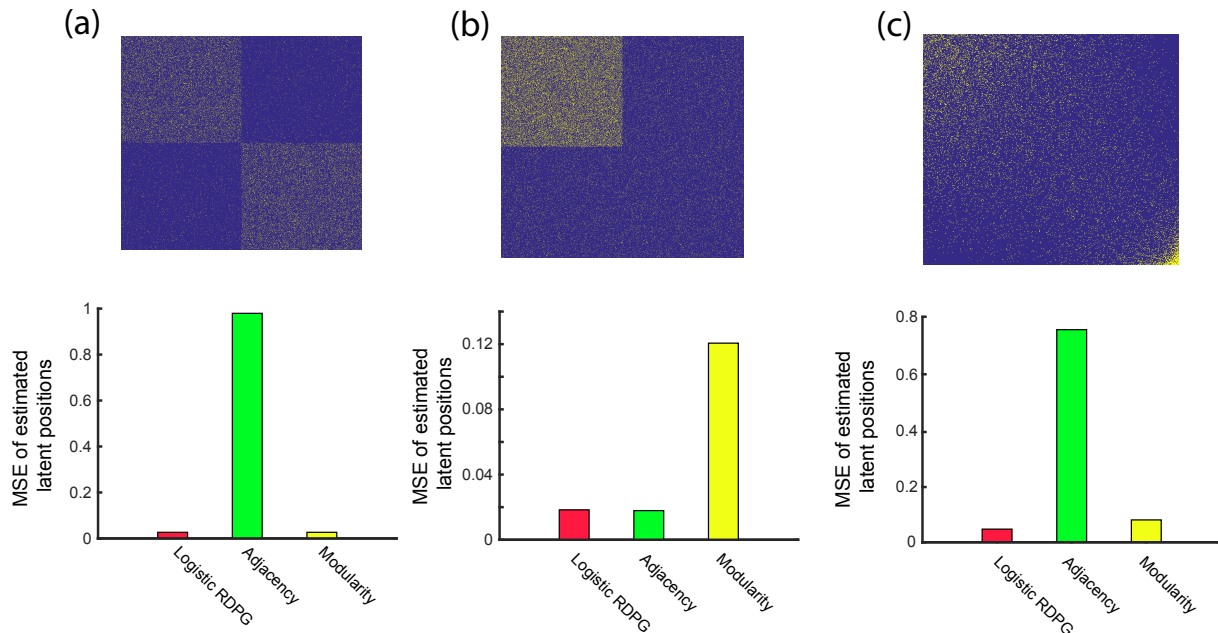 (a)
(b)
(c)
MSE of estimated
latent positions
1
0.8
0.6
0.4
0.2
0
Logistic RDPG
Adjacency
Modularity
MSE of estimated
latent positions
0.12
0.08
0.04
0
Logistic RDPG
Adjacency
Modularity
MSE of estimated
latent positions
0.8
0.6
0.4
0.2
0
Logistic RDPG
Adjacency
Modularity